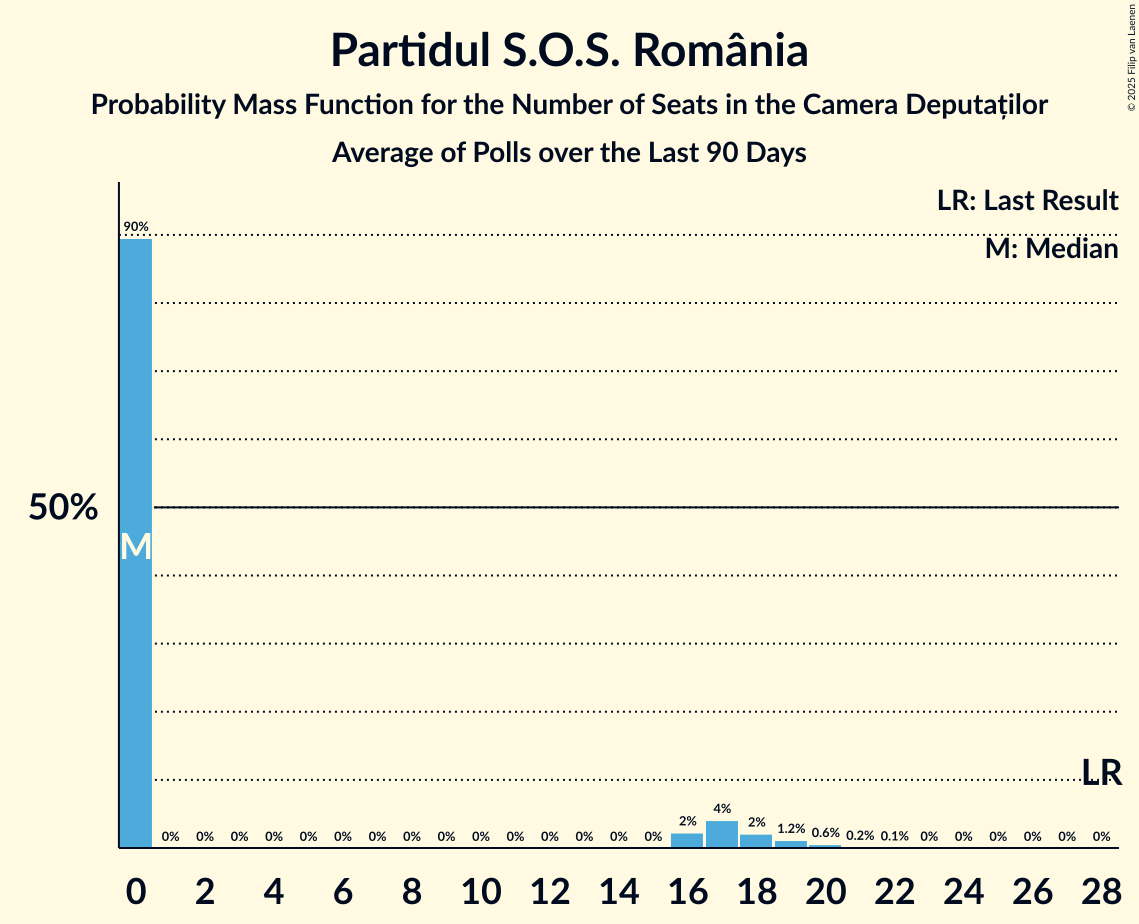 Partidul S.O.S. România
Probability Mass Function for the Number of Seats in the Camera Deputaților
Average of Polls over the Last 90 Days
© 2025 Filip van Laenen
LR: Last Result
M: Median
90%
50%
M
LR
0% 0% 0% 0% 0% 0% 0% 0% 0% 0% 0% 0% 0% 0% 0% 2% 4% 2% 1.2% 0.6% 0.2% 0.1% 0% 0% 0% 0% 0% 0%
0 2 4 6 8 10 12 14 16 18 20 22 24 26 28